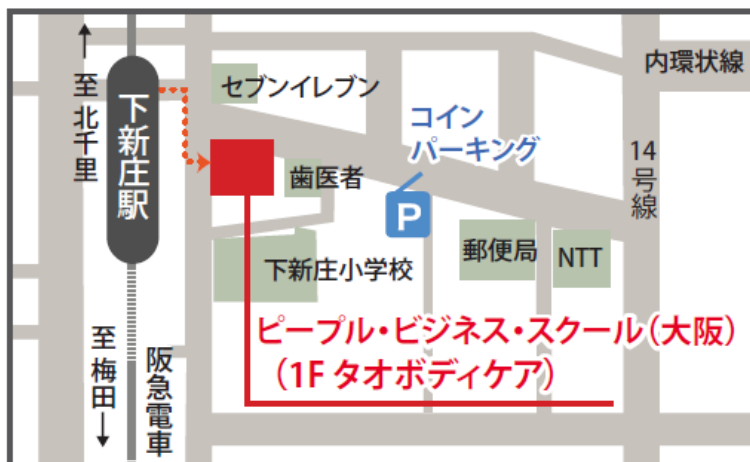 至 北千里
下新庄駅
至 梅田
阪急電車
セブンイレブン
コイン
パーキング
P
内環状線
14号線
歯医者
下新庄小学校
郵便局
NTT
ピープル・ビジネス・スクール(大阪)
(1F タオボディケア)